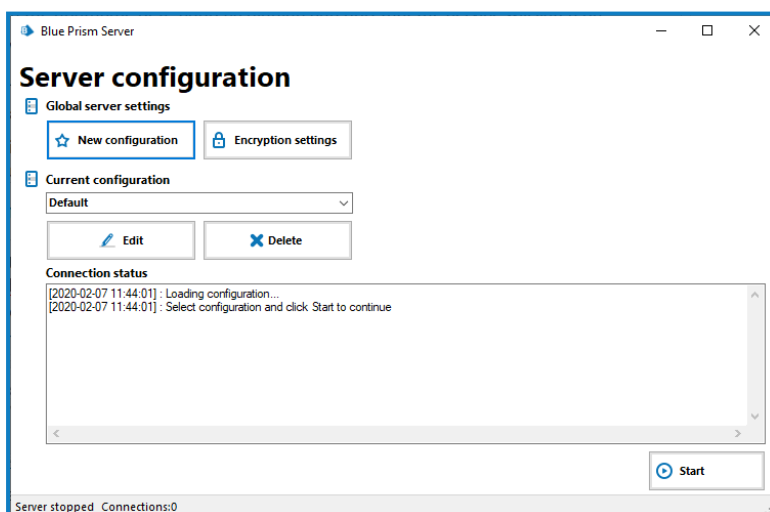 Blue Prism Server
Server configuration
Global server settings
New configuration Encryption settings
Current configuration
Default
Edit Delete
Connection status
[2020-02-07 11:44:01] : Loading configuration...
[2020-02-07 11:44:01] : Select configuration and click Start to continue
Start
Server stopped Connections:0